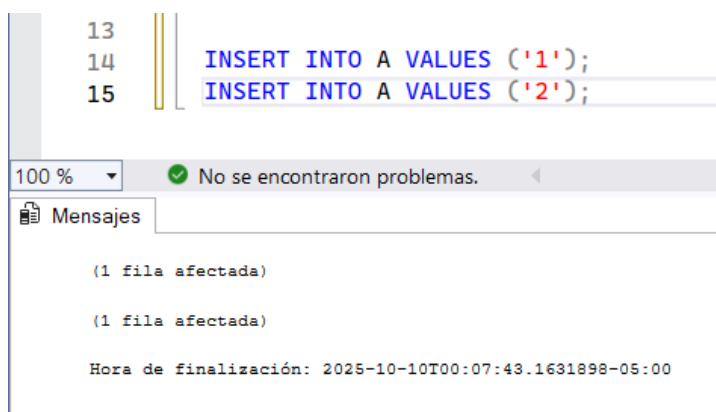 13
14 INSERT INTO A VALUES ('1');
15 INSERT INTO A VALUES ('2');
100 % No se encontraron problemas.
Mensajes
(1 fila afectada)
(1 fila afectada)
Hora de finalización: 2025-10-10T00:07:43.1631898-05:00